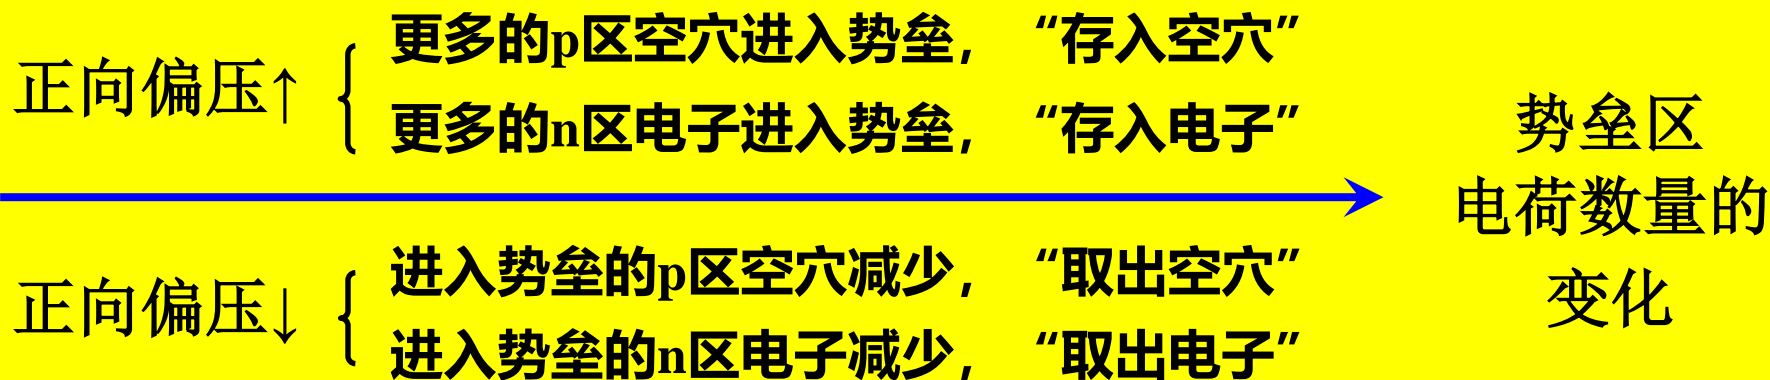 正向偏压↑
更多的p区空穴进入势垒，“存入空穴”
更多的n区电子进入势垒，“存入电子”
正向偏压↓
进入势垒的p区空穴减少，“取出空穴”
进入势垒的n区电子减少，“取出电子”
势垒区
电荷数量的
变化